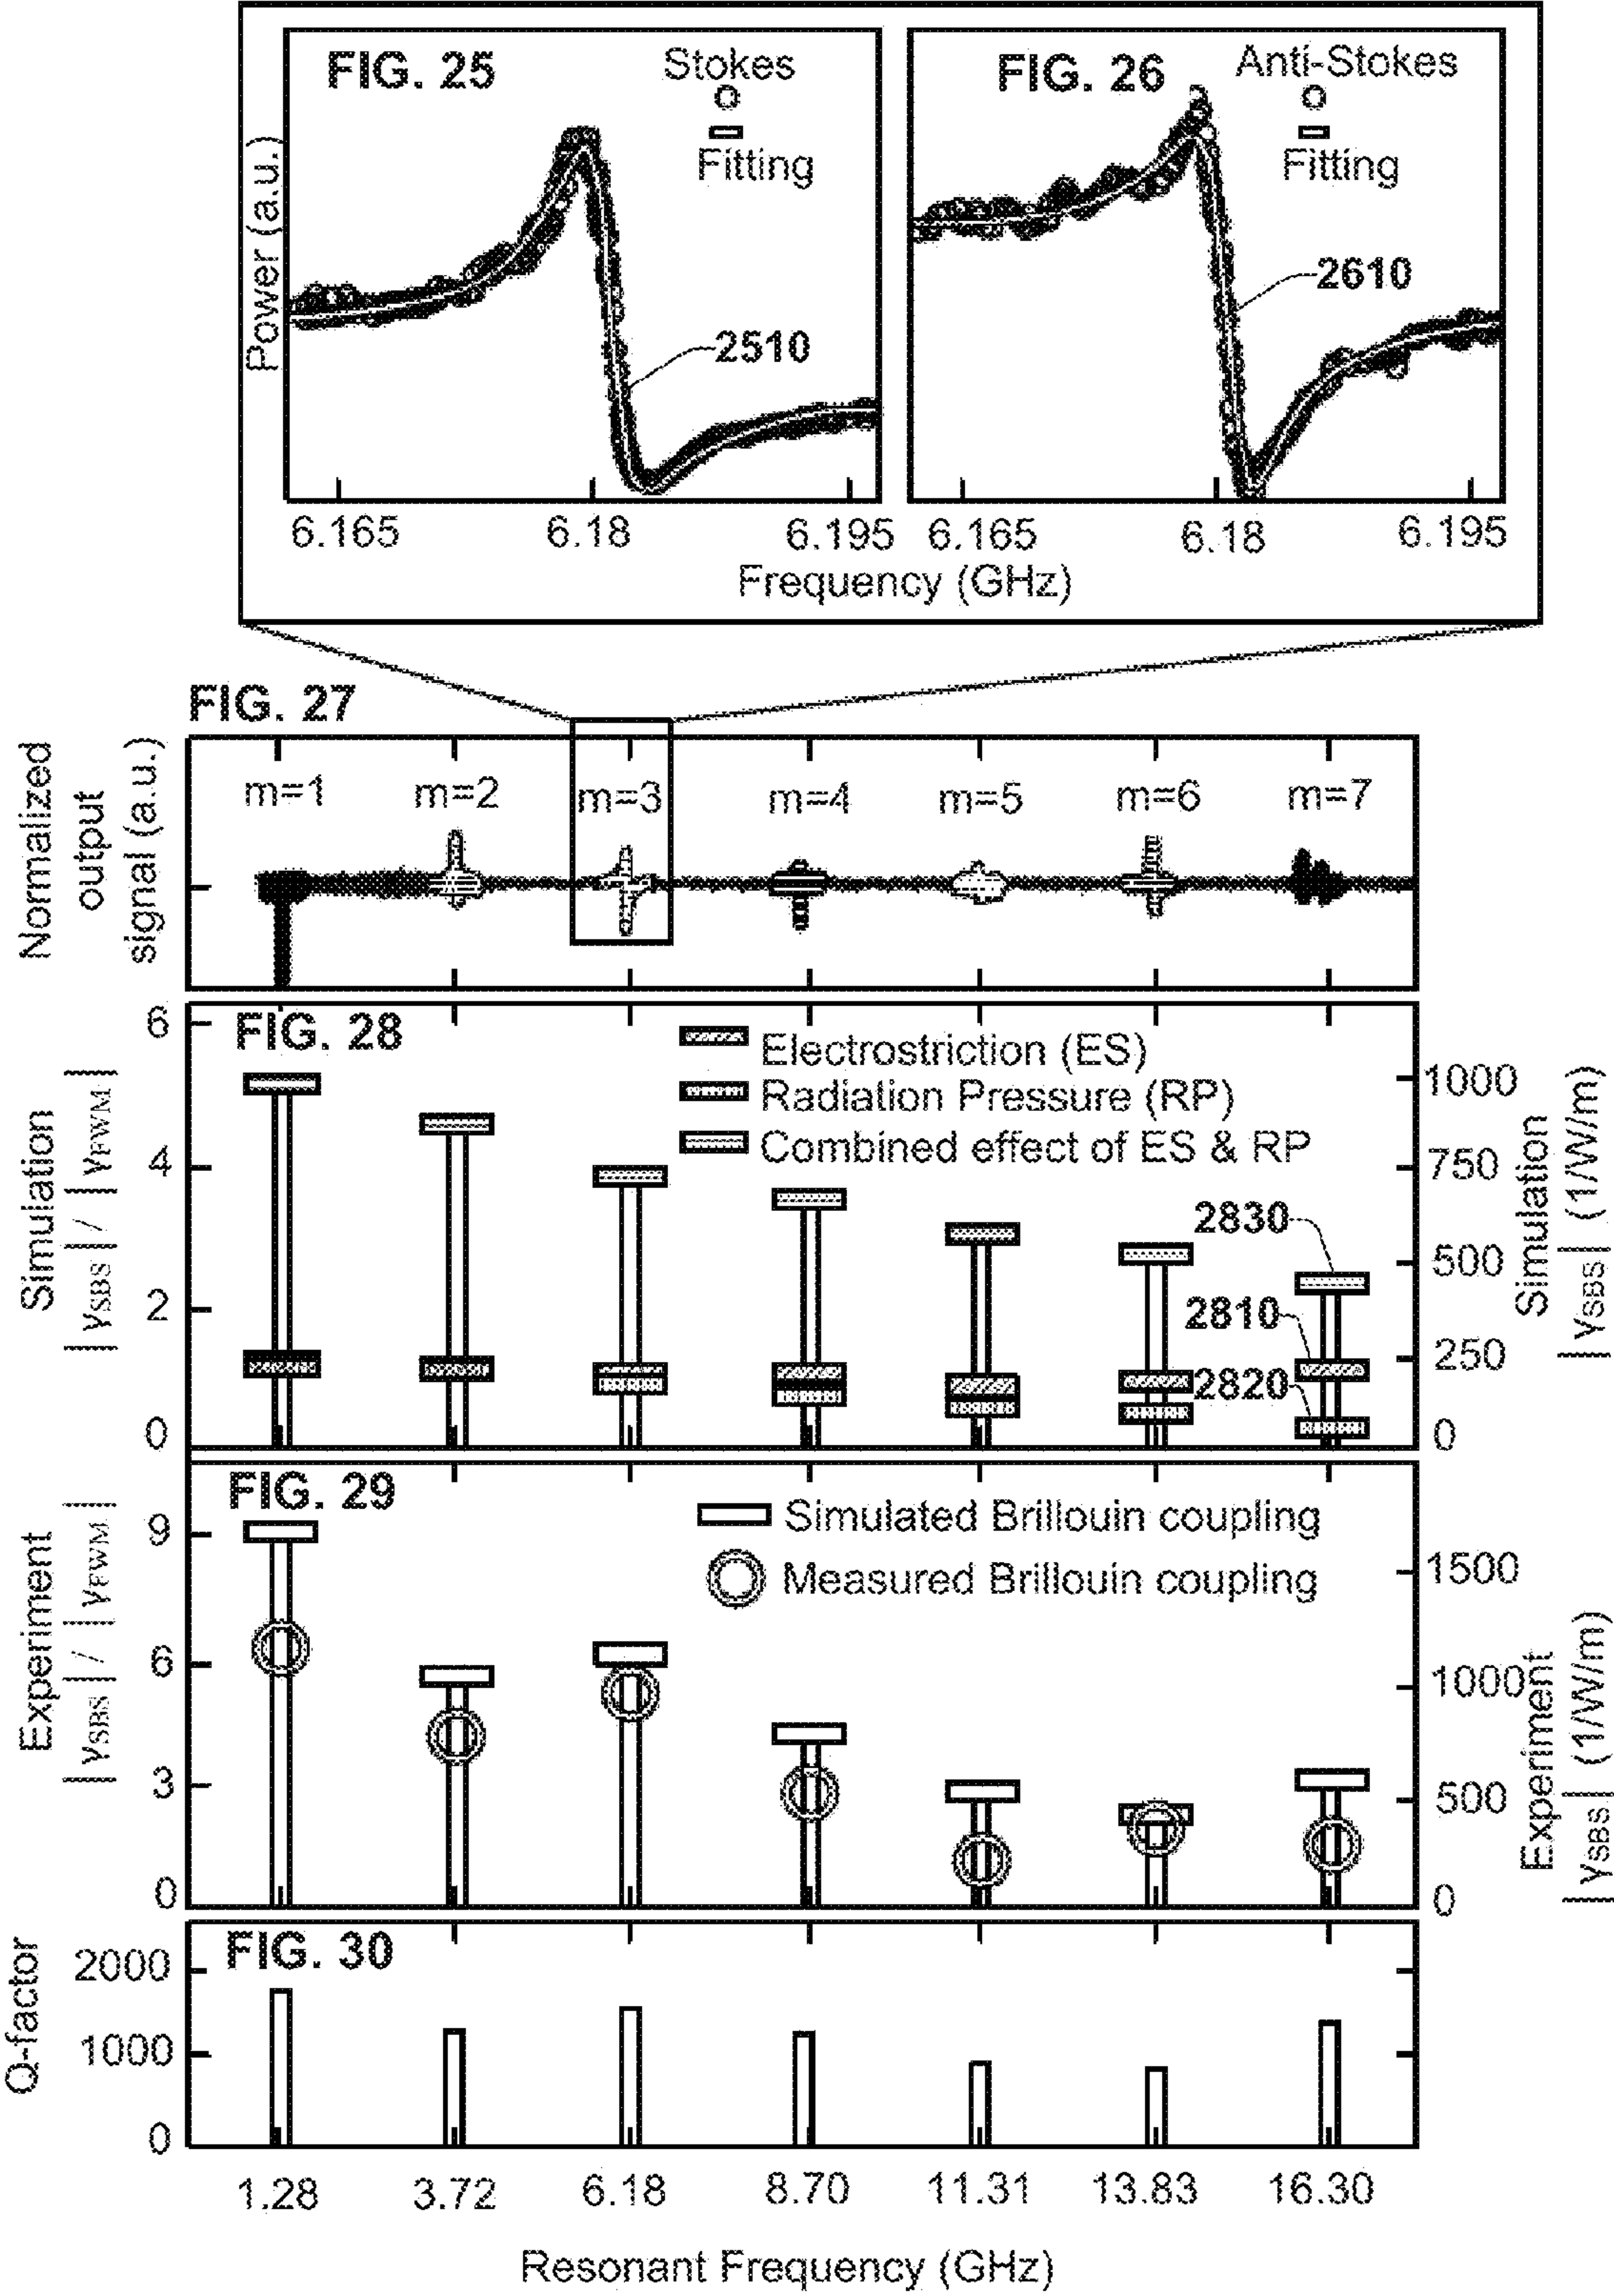 FIG. 25
Stokes
Fitting
Power (a.u.)
2510
6.165
6.18
6.195
FIG. 26
Anti-Stokes
Fitting
2610
6.165
6.18
6.195
Frequency (GHz)
FIG. 27
Normalized
output
signal (a.u.)
m=1
m=2
m=3
m=4
m=5
m=6
m=7
FIG. 28
Simulation
|γSBS| / |γFWM|
6
4
2
0
Electrostriction (ES)
Radiation Pressure (RP)
Combined effect of ES & RP
2830
2810
2820
1000
750
500
250
0
Simulation
|γSBS| (1/W/m)
FIG. 29
Experiment
|γSBS| / |γFWM|
9
6
3
0
Simulated Brillouin coupling
Measured Brillouin coupling
1500
1000
500
0
Experiment
|γSBS| (1/W/m)
FIG. 30
Q-factor
2000
1000
0
1.28
3.72
6.18
8.70
11.31
13.83
16.30
Resonant Frequency (GHz)